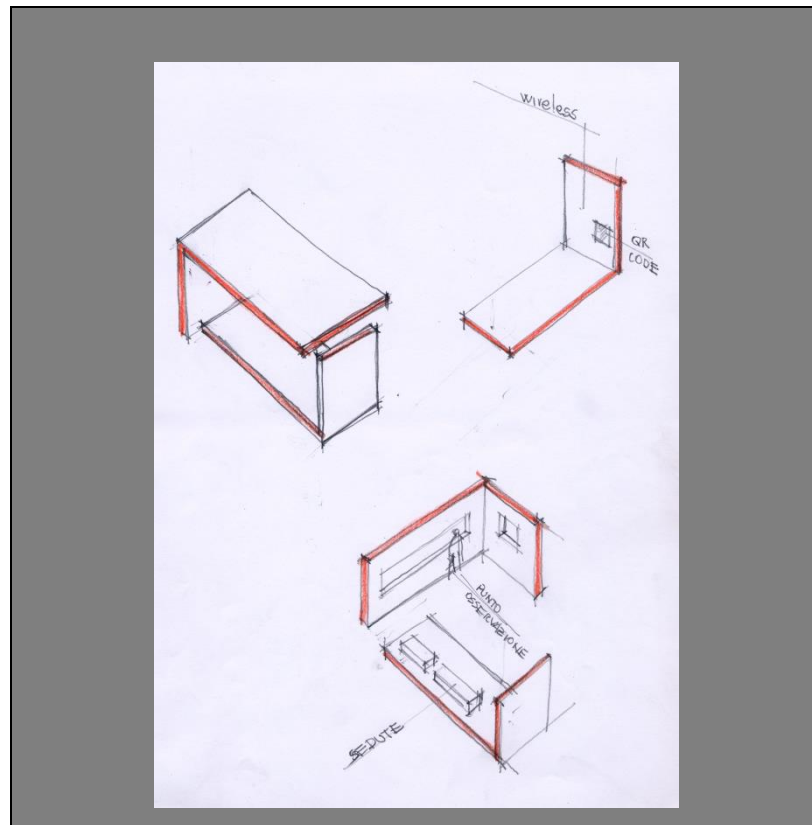 wireless
QR
CODE
PUNTO
OSSERVAZIONE
SEDUTE